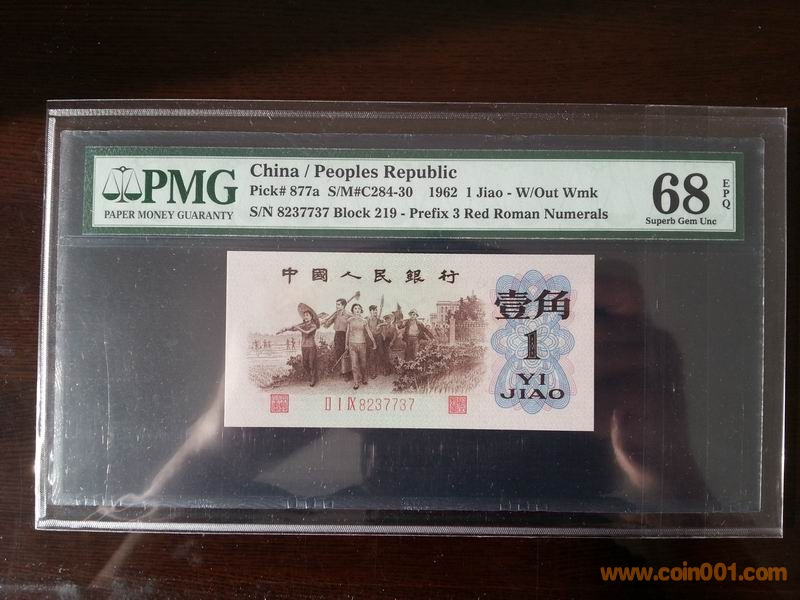 PMG
PAPER MONEY GUARANTY
China / Peoples Republic
Pick# 877a S/M#C284-30 1962 1 Jiao - W/Out Wmk
S/N 8237737 Block 219 - Prefix 3 Red Roman Numerals
68
EPQ
Superb Gem Unc
中國人民銀行
壹角
1
YI
JIAO
II I IX 8237737
www.coin001.com